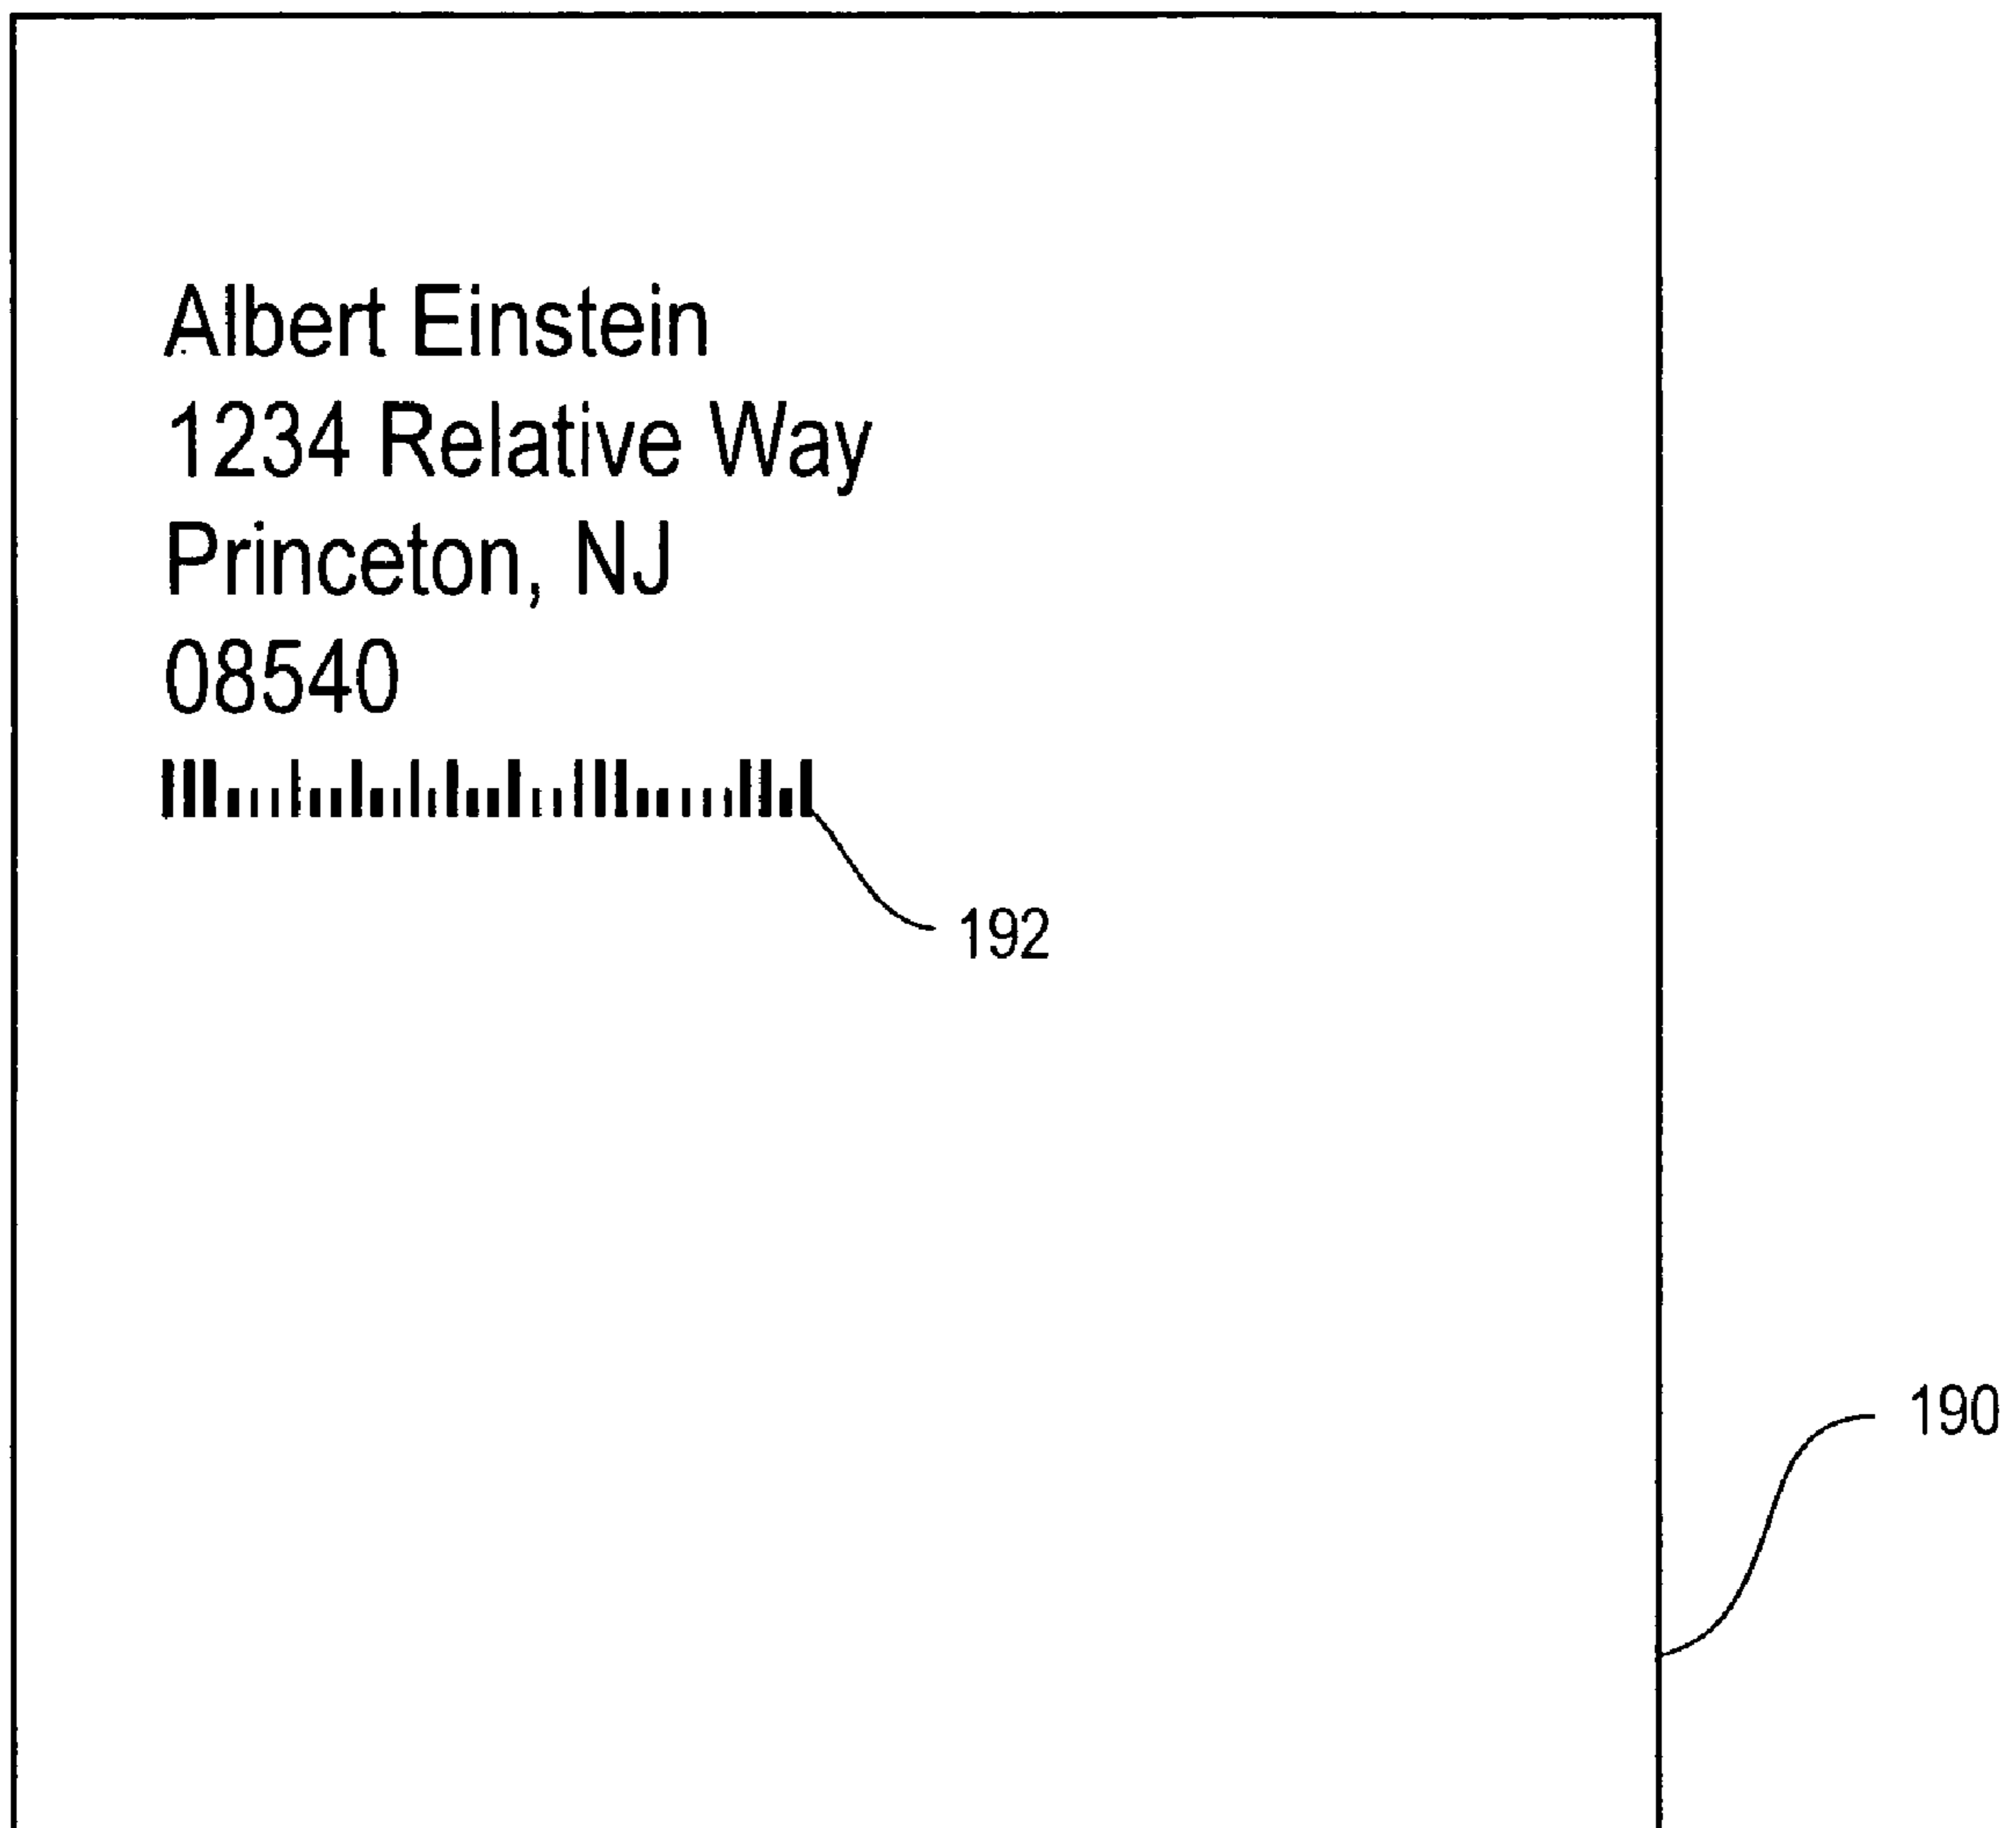 Albert Einstein
1234 Relative Way
Princeton, NJ
08540
192
190